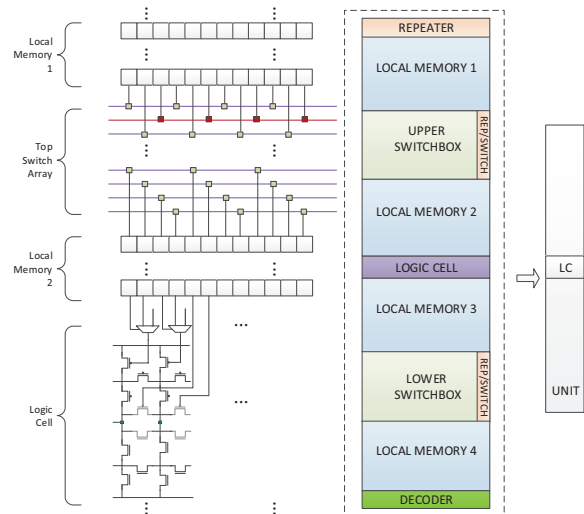 Local
Memory
1
Top
Switch
Array
Local
Memory
2
Logic
Cell
REPEATER
LOCAL MEMORY 1
UPPER
SWITCHBOX
REP/SWITCH
LOCAL MEMORY 2
LOGIC CELL
LOCAL MEMORY 3
LOWER
SWITCHBOX
REP/SWITCH
LOCAL MEMORY 4
DECODER
LC
UNIT